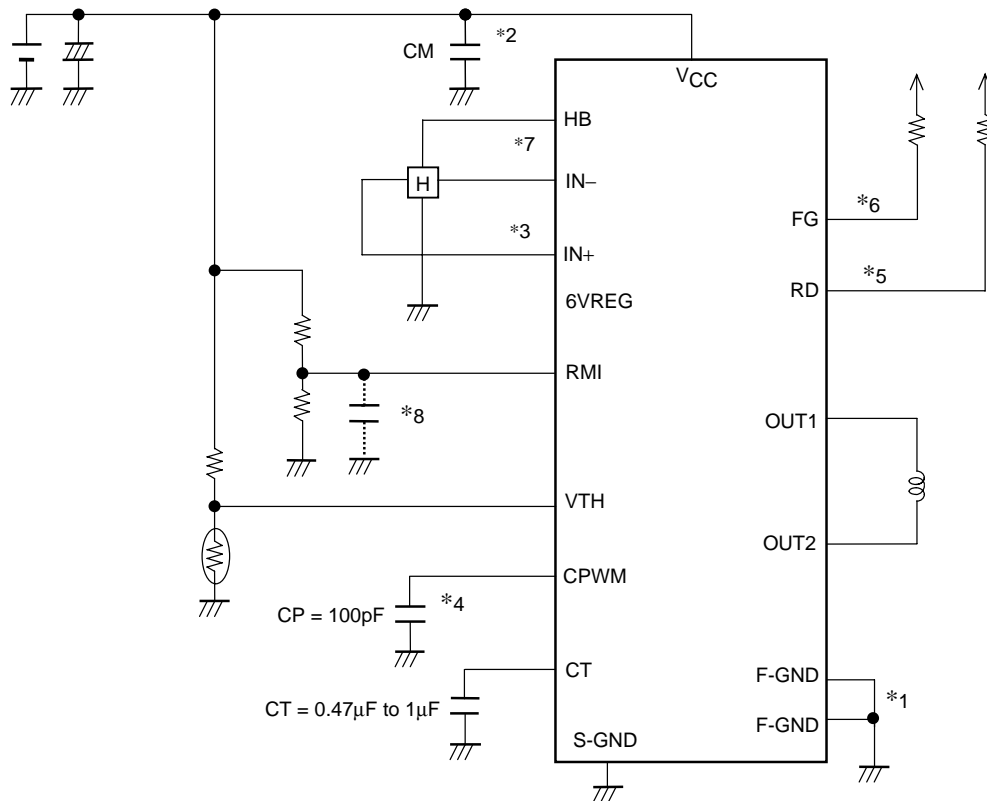 *2
CM
VCC
HB
*7
H
IN−
*3
IN+
FG
*6
6VREG
RD
*5
RMI
*8
OUT1
VTH
OUT2
CPWM
CP = 100pF
*4
CT
CT = 0.47μF to 1μF
F-GND
*1
F-GND
S-GND